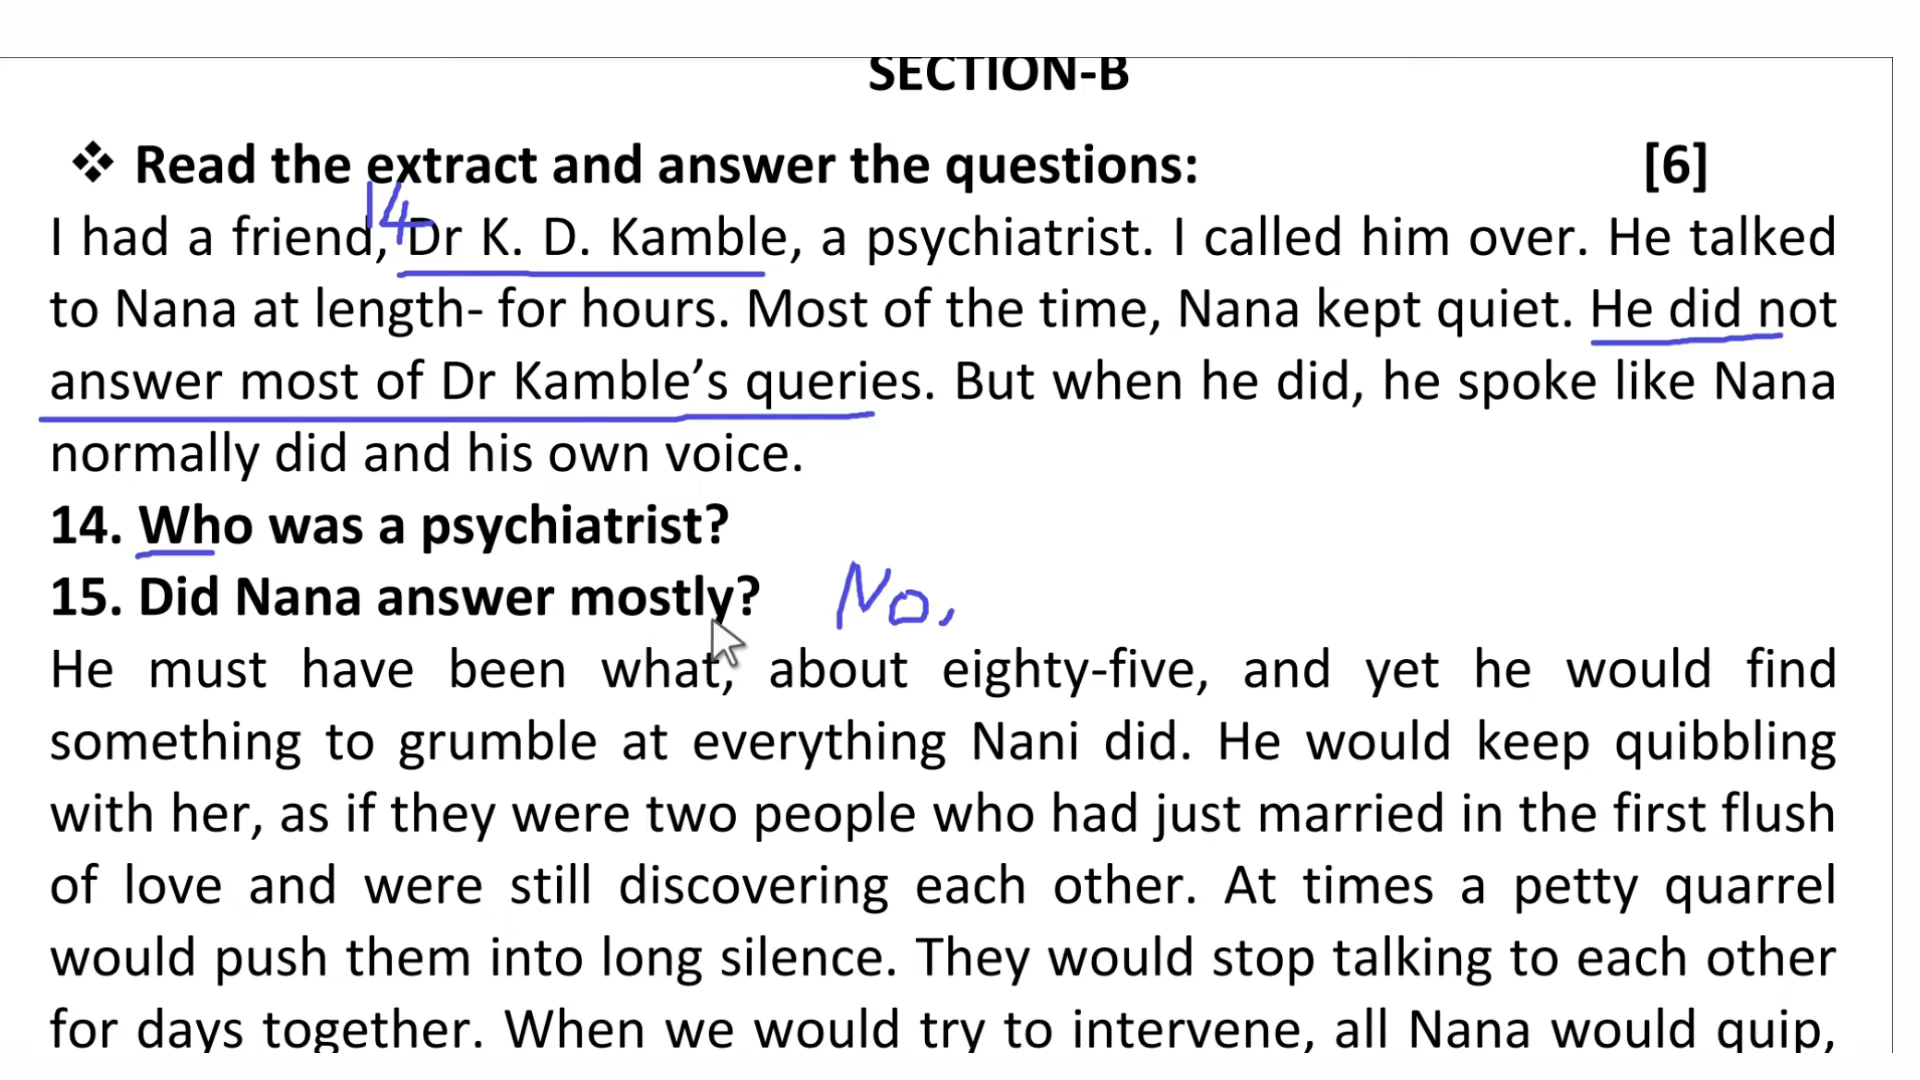 SECTION-B
❖ Read the extract and answer the questions: [6]
14
I had a friend, Dr K. D. Kamble, a psychiatrist. I called him over. He talked
to Nana at length- for hours. Most of the time, Nana kept quiet. He did not
answer most of Dr Kamble’s queries. But when he did, he spoke like Nana
normally did and his own voice.
14. Who was a psychiatrist?
15. Did Nana answer mostly? No,
He must have been what, about eighty-five, and yet he would find
something to grumble at everything Nani did. He would keep quibbling
with her, as if they were two people who had just married in the first flush
of love and were still discovering each other. At times a petty quarrel
would push them into long silence. They would stop talking to each other
for days together. When we would try to intervene, all Nana would quip,